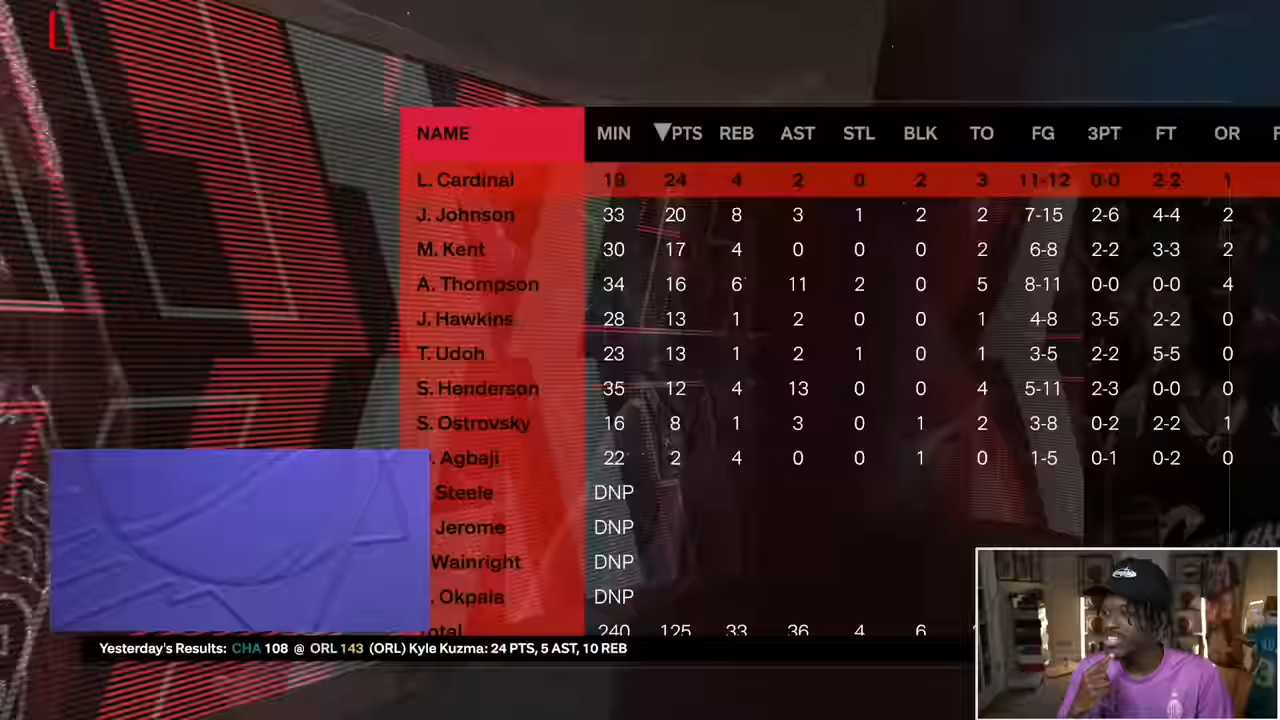 NAME MIN ▼PTS REB AST STL BLK TO FG 3PT FT OR
L. Cardinal 19 24 4 2 0 2 3 11-12 0-0 2-2 1
J. Johnson 33 20 8 3 1 2 2 7-15 2-6 4-4 2
M. Kent 30 17 4 0 0 0 2 6-8 2-2 3-3 2
A. Thompson 34 16 6 11 2 0 5 8-11 0-0 0-0 4
J. Hawkins 28 13 1 2 0 0 1 4-8 3-5 2-2 0
T. Udoh 23 13 1 2 1 0 1 3-5 2-2 5-5 0
S. Henderson 35 12 4 13 0 0 4 5-11 2-3 0-0 0
S. Ostrovsky 16 8 1 3 0 1 2 3-8 0-2 2-2 1
. Agbaji 22 2 4 0 0 1 0 1-5 0-1 0-2 0
Steele DNP
Jerome DNP
Wainright DNP
. Okpala DNP
Total 240 125 33 36 4 6
Yesterday's Results: CHA 108 @ ORL 143 (ORL) Kyle Kuzma: 24 PTS, 5 AST, 10 REB